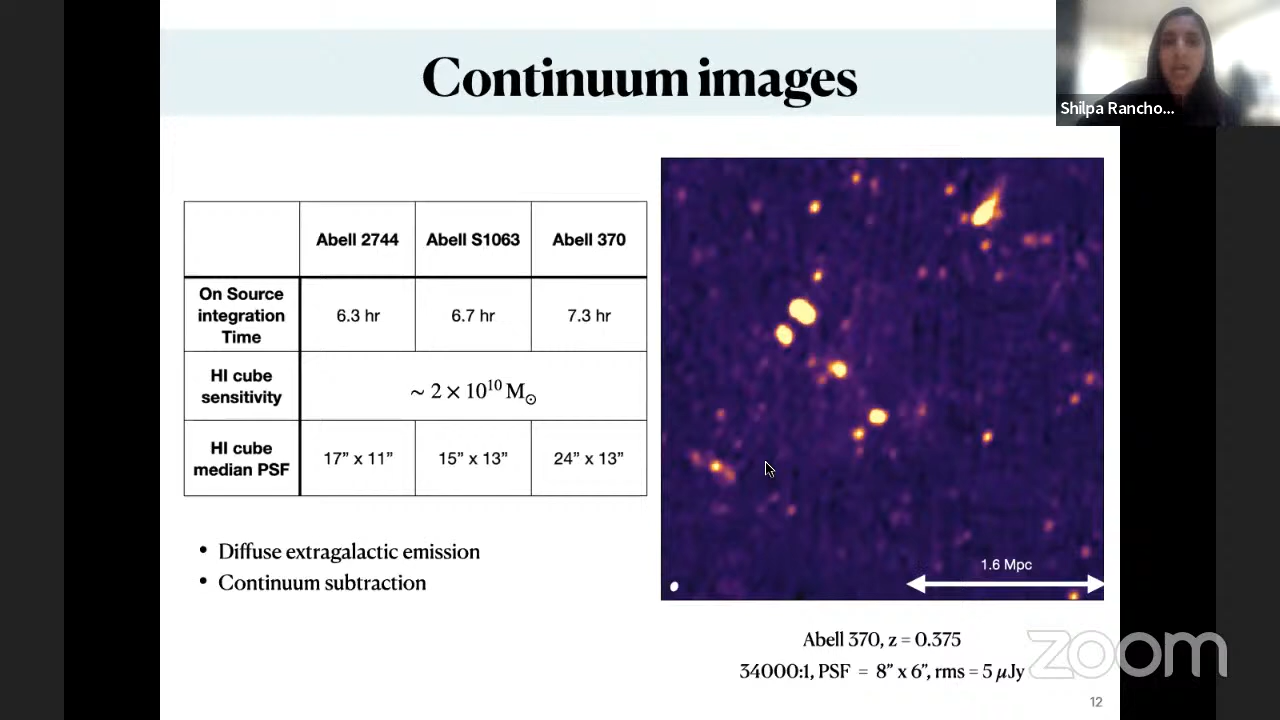 Continuum images
Shilpa Rancho...
Abell 2744 Abell S1063 Abell 370
On Source
integration
Time
6.3 hr 6.7 hr 7.3 hr
HI cube
sensitivity
~ 2 × 10¹⁰ M⊙
HI cube
median PSF
17” x 11” 15” x 13” 24” x 13”
• Diffuse extragalactic emission
• Continuum subtraction
1.6 Mpc
Abell 370, z = 0.375
34000:1, PSF = 8” x 6”, rms = 5 μJy
zoom
12